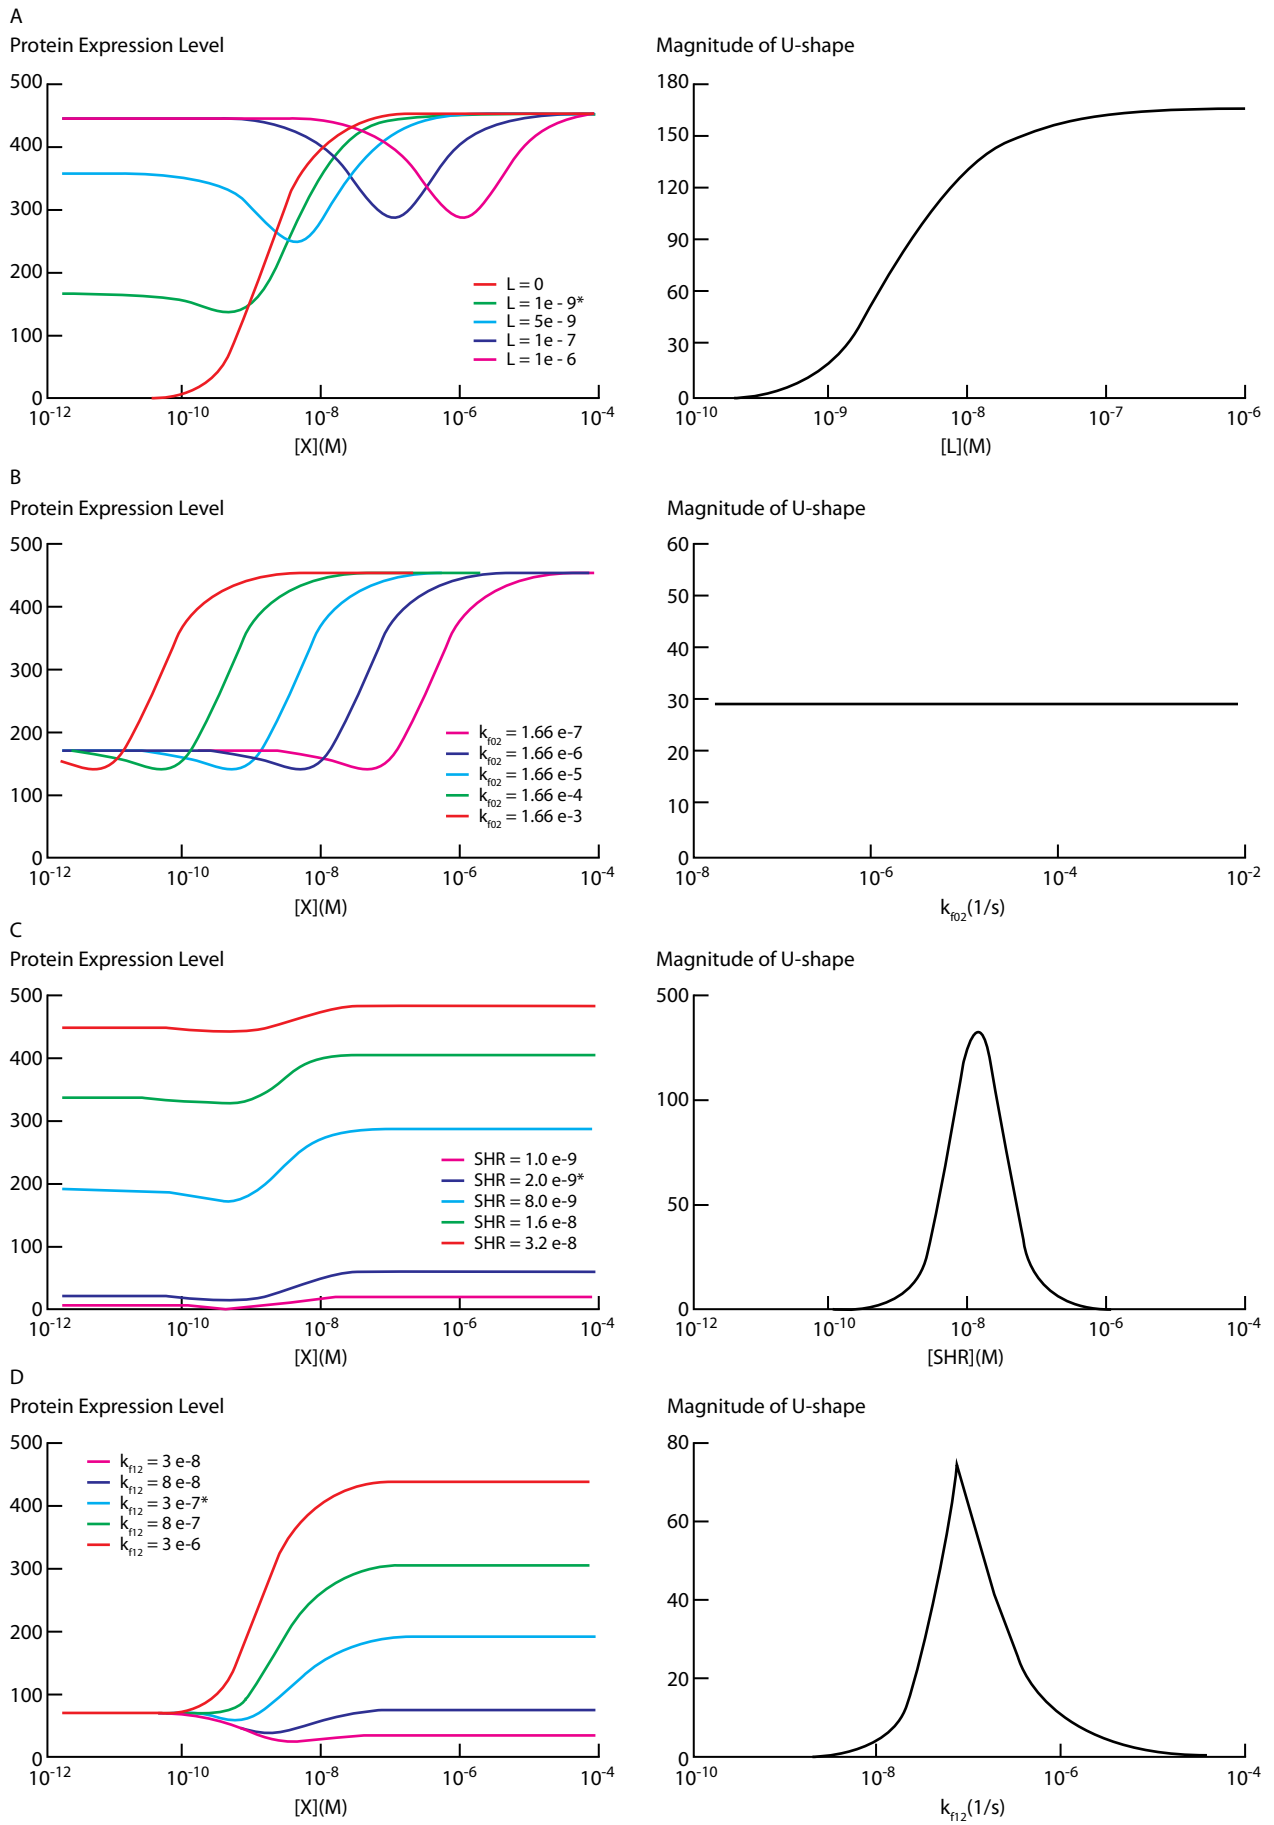 A
Protein Expression Level
500
400
300
200
100
0
10-12
10-10
10-8
10-6
10-4
[X](M)
L = 0
L = 1e - 9*
L = 5e - 9
L = 1e - 7
L = 1e - 6
Magnitude of U-shape
180
150
120
160
60
30
0
10-10
10-9
10-8
10-7
10-6
[L](M)
B
Protein Expression Level
500
400
300
200
100
0
10-12
10-10
10-8
10-6
10-4
[X](M)
kf02 = 1.66 e-7
kf02 = 1.66 e-6
kf02 = 1.66 e-5
kf02 = 1.66 e-4
kf02 = 1.66 e-3
Magnitude of U-shape
60
50
40
30
20
10
0
10-8
10-6
10-4
10-2
kf02(1/s)
C
Protein Expression Level
500
400
300
200
100
0
10-12
10-10
10-8
10-6
10-4
[X](M)
SHR = 1.0 e-9
SHR = 2.0 e-9*
SHR = 8.0 e-9
SHR = 1.6 e-8
SHR = 3.2 e-8
Magnitude of U-shape
500
100
50
0
10-12
10-10
10-8
10-6
10-4
[SHR](M)
D
Protein Expression Level
500
400
300
200
100
0
10-12
10-10
10-8
10-6
10-4
[X](M)
kf12 = 3 e-8
kf12 = 8 e-8
kf12 = 3 e-7*
kf12 = 8 e-7
kf12 = 3 e-6
Magnitude of U-shape
80
60
40
20
0
10-10
10-8
10-6
10-4
kf12(1/s)